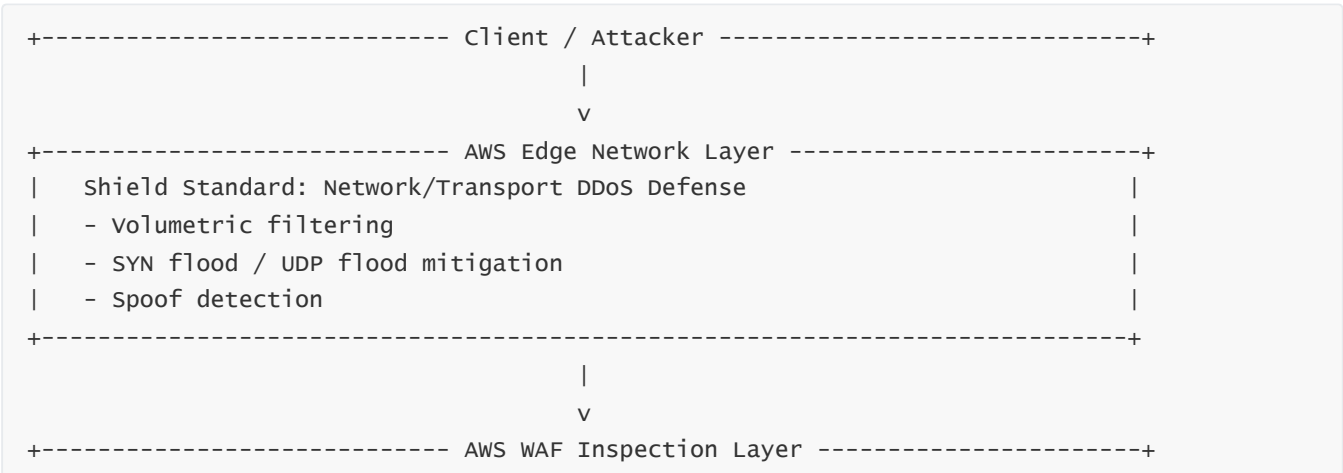 +----------------------------- Client / Attacker ------------------------------+
|
v
+----------------------------- AWS Edge Network Layer -------------------------+
| Shield Standard: Network/Transport DDoS Defense |
| - Volumetric filtering |
| - SYN flood / UDP flood mitigation |
| - Spoof detection |
+-----------------------------------------------------------------------------+
|
v
+----------------------------- AWS WAF Inspection Layer -----------------------+